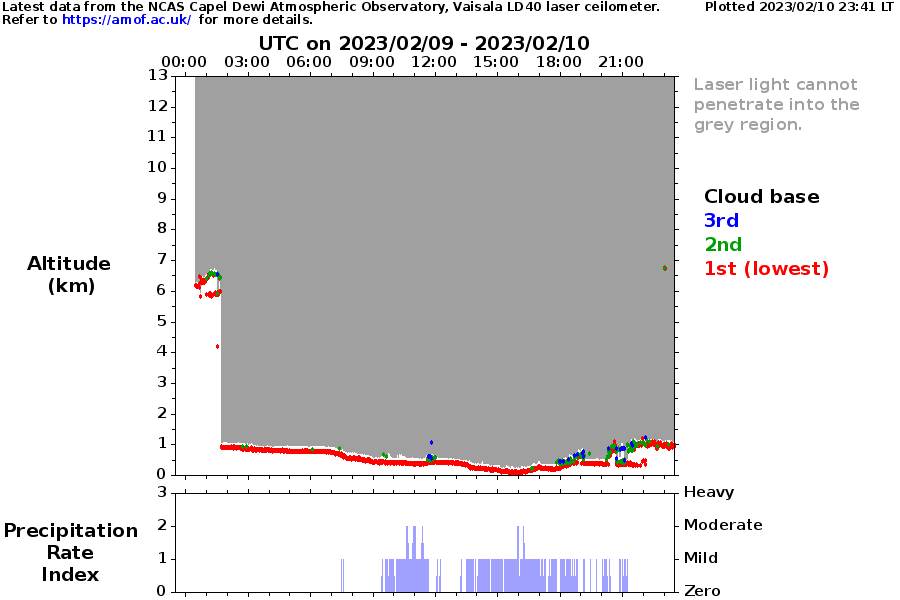 Latest data from the NCAS Capel Dewi Atmospheric Observatory, Vaisala LD40 laser ceilometer. Plotted 2023/02/10 23:41 LT
Refer to https://amof.ac.uk/ for more details.
UTC on 2023/02/09 - 2023/02/10
00:00 03:00 06:00 09:00 12:00 15:00 18:00 21:00
13
12
11
10
9
8
7
6
5
4
3
2
1
0
Altitude
(km)
Laser light cannot
penetrate into the
grey region.
Cloud base
3rd
2nd
1st (lowest)
3 Heavy
2 Moderate
1 Mild
0 Zero
Precipitation
Rate
Index